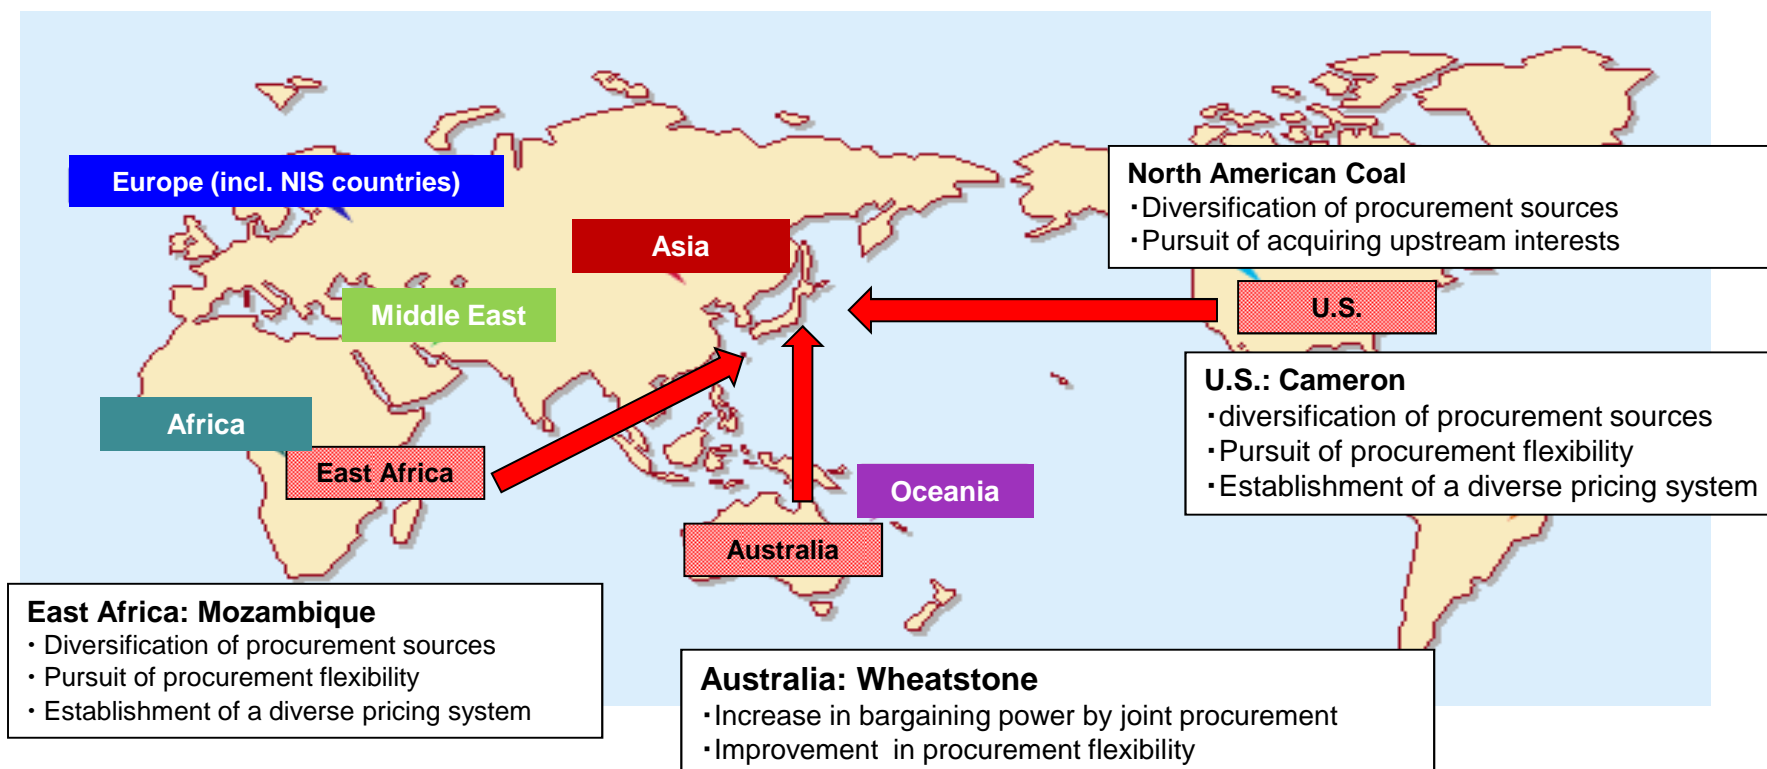 Europe (incl. NIS countries)
Asia
Middle East
Africa
East Africa
Oceania
Australia
North American Coal
・Diversification of procurement sources
・Pursuit of acquiring upstream interests
U.S.
U.S.: Cameron
・diversification of procurement sources
・Pursuit of procurement flexibility
・Establishment of a diverse pricing system
East Africa: Mozambique
・Diversification of procurement sources
・Pursuit of procurement flexibility
・Establishment of a diverse pricing system
Australia: Wheatstone
・Increase in bargaining power by joint procurement
・Improvement  in procurement flexibility